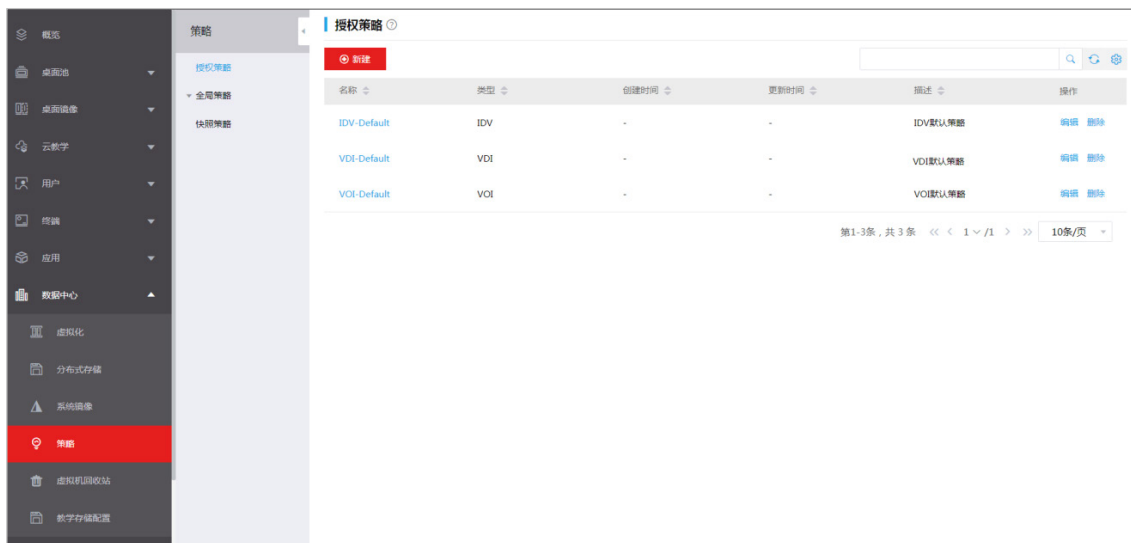 概览
桌面池
桌面镜像
云教学
用户
终端
应用
数据中心
虚拟化
分布式存储
系统镜像
策略
虚拟机回收站
教学存储配置
策略
授权策略
全局策略
快照策略
授权策略
新建
名称 类型 创建时间 更新时间 描述 操作
IDV-Default IDV - - IDV默认策略 编辑 删除
VDI-Default VDI - - VDI默认策略 编辑 删除
VOI-Default VOI - - VOI默认策略 编辑 删除
第1-3条，共 3 条 << < 1 /1 > >> 10条/页